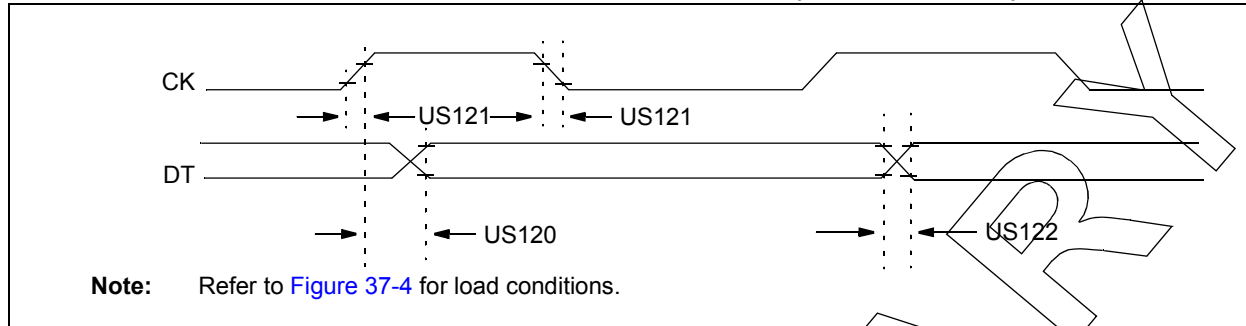 CK
US121 US121
DT
US120 US122
Note: Refer to Figure 37-4 for load conditions.